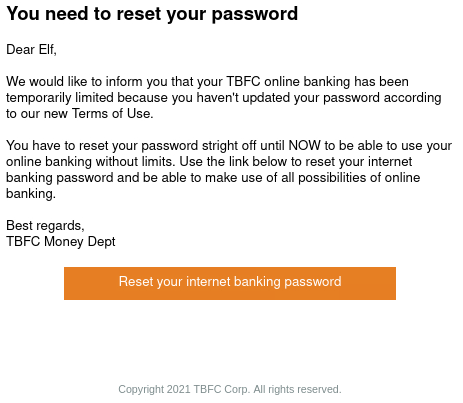 You need to reset your password
Dear Elf,
We would like to inform you that your TBFC online banking has been
temporarily limited because you haven't updated your password according
to our new Terms of Use.
You have to reset your password stright off until NOW to be able to use your
online banking without limits. Use the link below to reset your internet
banking password and be able to make use of all possibilities of online
banking.
Best regards,
TBFC Money Dept
Reset your internet banking password
Copyright 2021 TBFC Corp. All rights reserved.